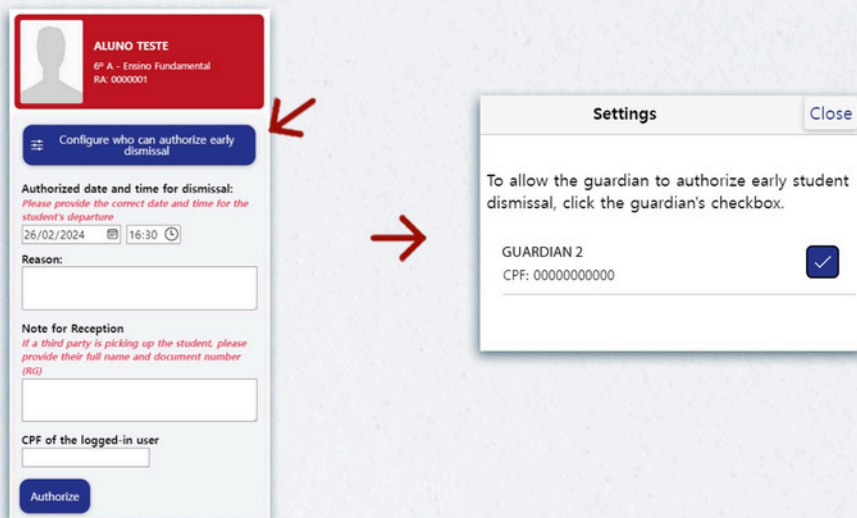 ALUNO TESTE
6º A - Ensino Fundamental
RA: 0000001
Configure who can authorize early
dismissal
Authorized date and time for dismissal:
Please provide the correct date and time for the
student's departure
26/02/2024 16:30
Reason:
Note for Reception
If a third party is picking up the student, please
provide their full name and document number
(RG)
CPF of the logged-in user
Authorize
Settings Close
To allow the guardian to authorize early student
dismissal, click the guardian's checkbox.
GUARDIAN 2
CPF: 00000000000